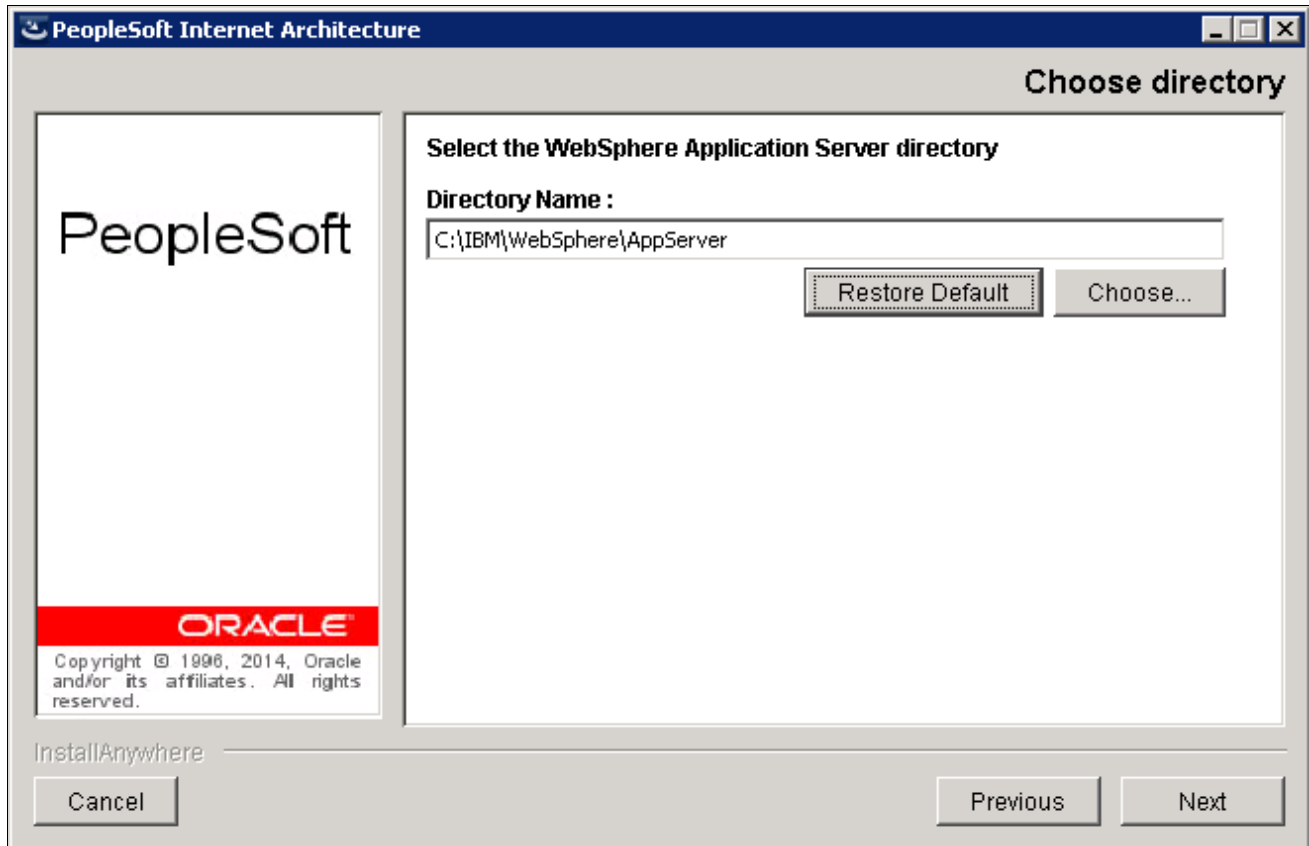 PeopleSoft Internet Architecture
Choose directory
PeopleSoft
ORACLE
Copyright © 1996, 2014, Oracle
and/or its affiliates. All rights
reserved.
Select the WebSphere Application Server directory
Directory Name :
C:\IBM\WebSphere\AppServer
Restore Default Choose...
InstallAnywhere
Cancel Previous Next